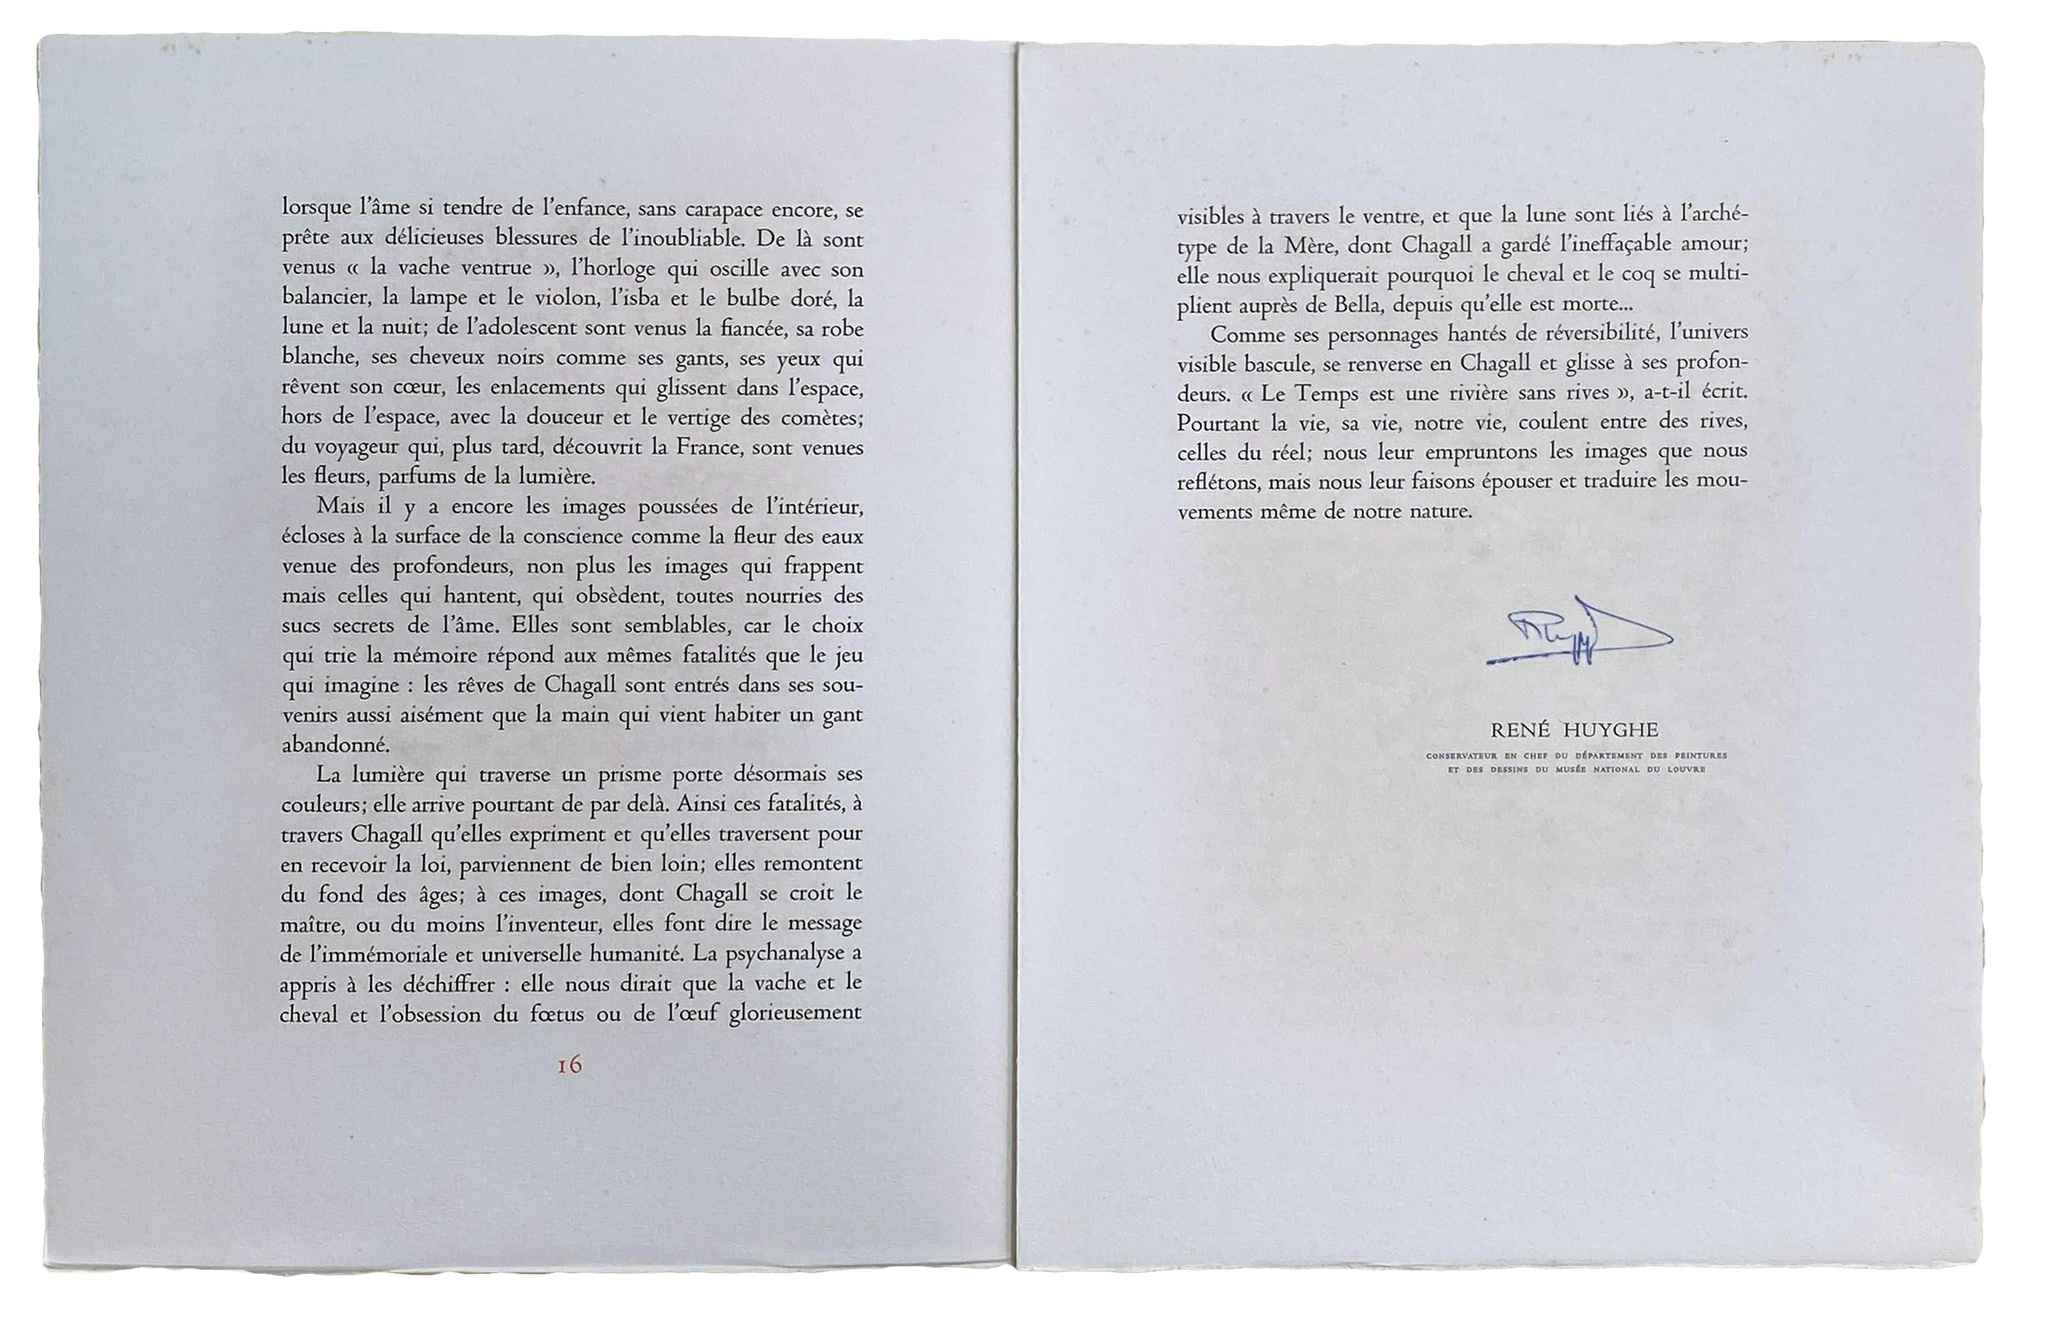 lorsque l'âme si tendre de l'enfance, sans carapace encore, se
prête aux délicieuses blessures de l'inoubliable. De là sont
venus « la vache ventrue », l'horloge qui oscille avec son
balancier, la lampe et le violon, l'isba et le bulbe doré, la
lune et la nuit; de l'adolescent sont venus la fiancée, sa robe
blanche, ses cheveux noirs comme ses gants, ses yeux qui
rêvent son cœur, les enlacements qui glissent dans l'espace,
hors de l'espace, avec la douceur et le vertige des comètes;
du voyageur qui, plus tard, découvrit la France, sont venues
les fleurs, parfums de la lumière.
Mais il y a encore les images poussées de l'intérieur,
écloses à la surface de la conscience comme la fleur des eaux
venue des profondeurs, non plus les images qui frappent
mais celles qui hantent, qui obsèdent, toutes nourries des
sucs secrets de l'âme. Elles sont semblables, car le choix
qui trie la mémoire répond aux mêmes fatalités que le jeu
qui imagine : les rêves de Chagall sont entrés dans ses sou-
venirs aussi aisément que la main qui vient habiter un gant
abandonné.
La lumière qui traverse un prisme porte désormais ses
couleurs; elle arrive pourtant de par delà. Ainsi ces fatalités, à
travers Chagall qu'elles expriment et qu'elles traversent pour
en recevoir la loi, parviennent de bien loin; elles remontent
du fond des âges; à ces images, dont Chagall se croit le
maître, ou du moins l'inventeur, elles font dire le message
de l'immémoriale et universelle humanité. La psychanalyse a
appris à les déchiffrer : elle nous dirait que la vache et le
cheval et l'obsession du fœtus ou de l'œuf glorieusement
16
visibles à travers le ventre, et que la lune sont liés à l'arché-
type de la Mère, dont Chagall a gardé l'ineffaçable amour;
elle nous expliquerait pourquoi le cheval et le coq se multi-
plient auprès de Bella, depuis qu'elle est morte...
Comme ses personnages hantés de réversibilité, l'univers
visible bascule, se renverse en Chagall et glisse à ses profon-
deurs. « Le Temps est une rivière sans rives », a-t-il écrit.
Pourtant la vie, sa vie, notre vie, coulent entre des rives,
celles du réel; nous leur empruntons les images que nous
reflétons, mais nous leur faisons épouser et traduire les mou-
vements même de notre nature.
RENÉ HUYGHE
CONSERVATEUR EN CHEF DU DÉPARTEMENT DES PEINTURES
ET DES DESSINS DU MUSÉE NATIONAL DU LOUVRE